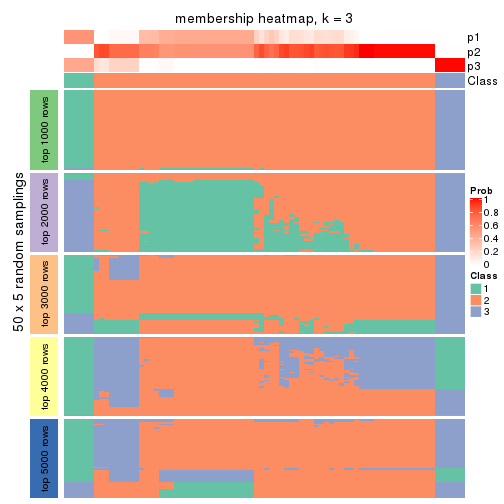 membership heatmap, k = 3
p1
p2
p3
Class
50 x 5 random samplings
top 1000 rows
top 2000 rows
top 3000 rows
top 4000 rows
top 5000 rows
Prob
1
0.8
0.6
0.4
0.2
0
Class
1
2
3